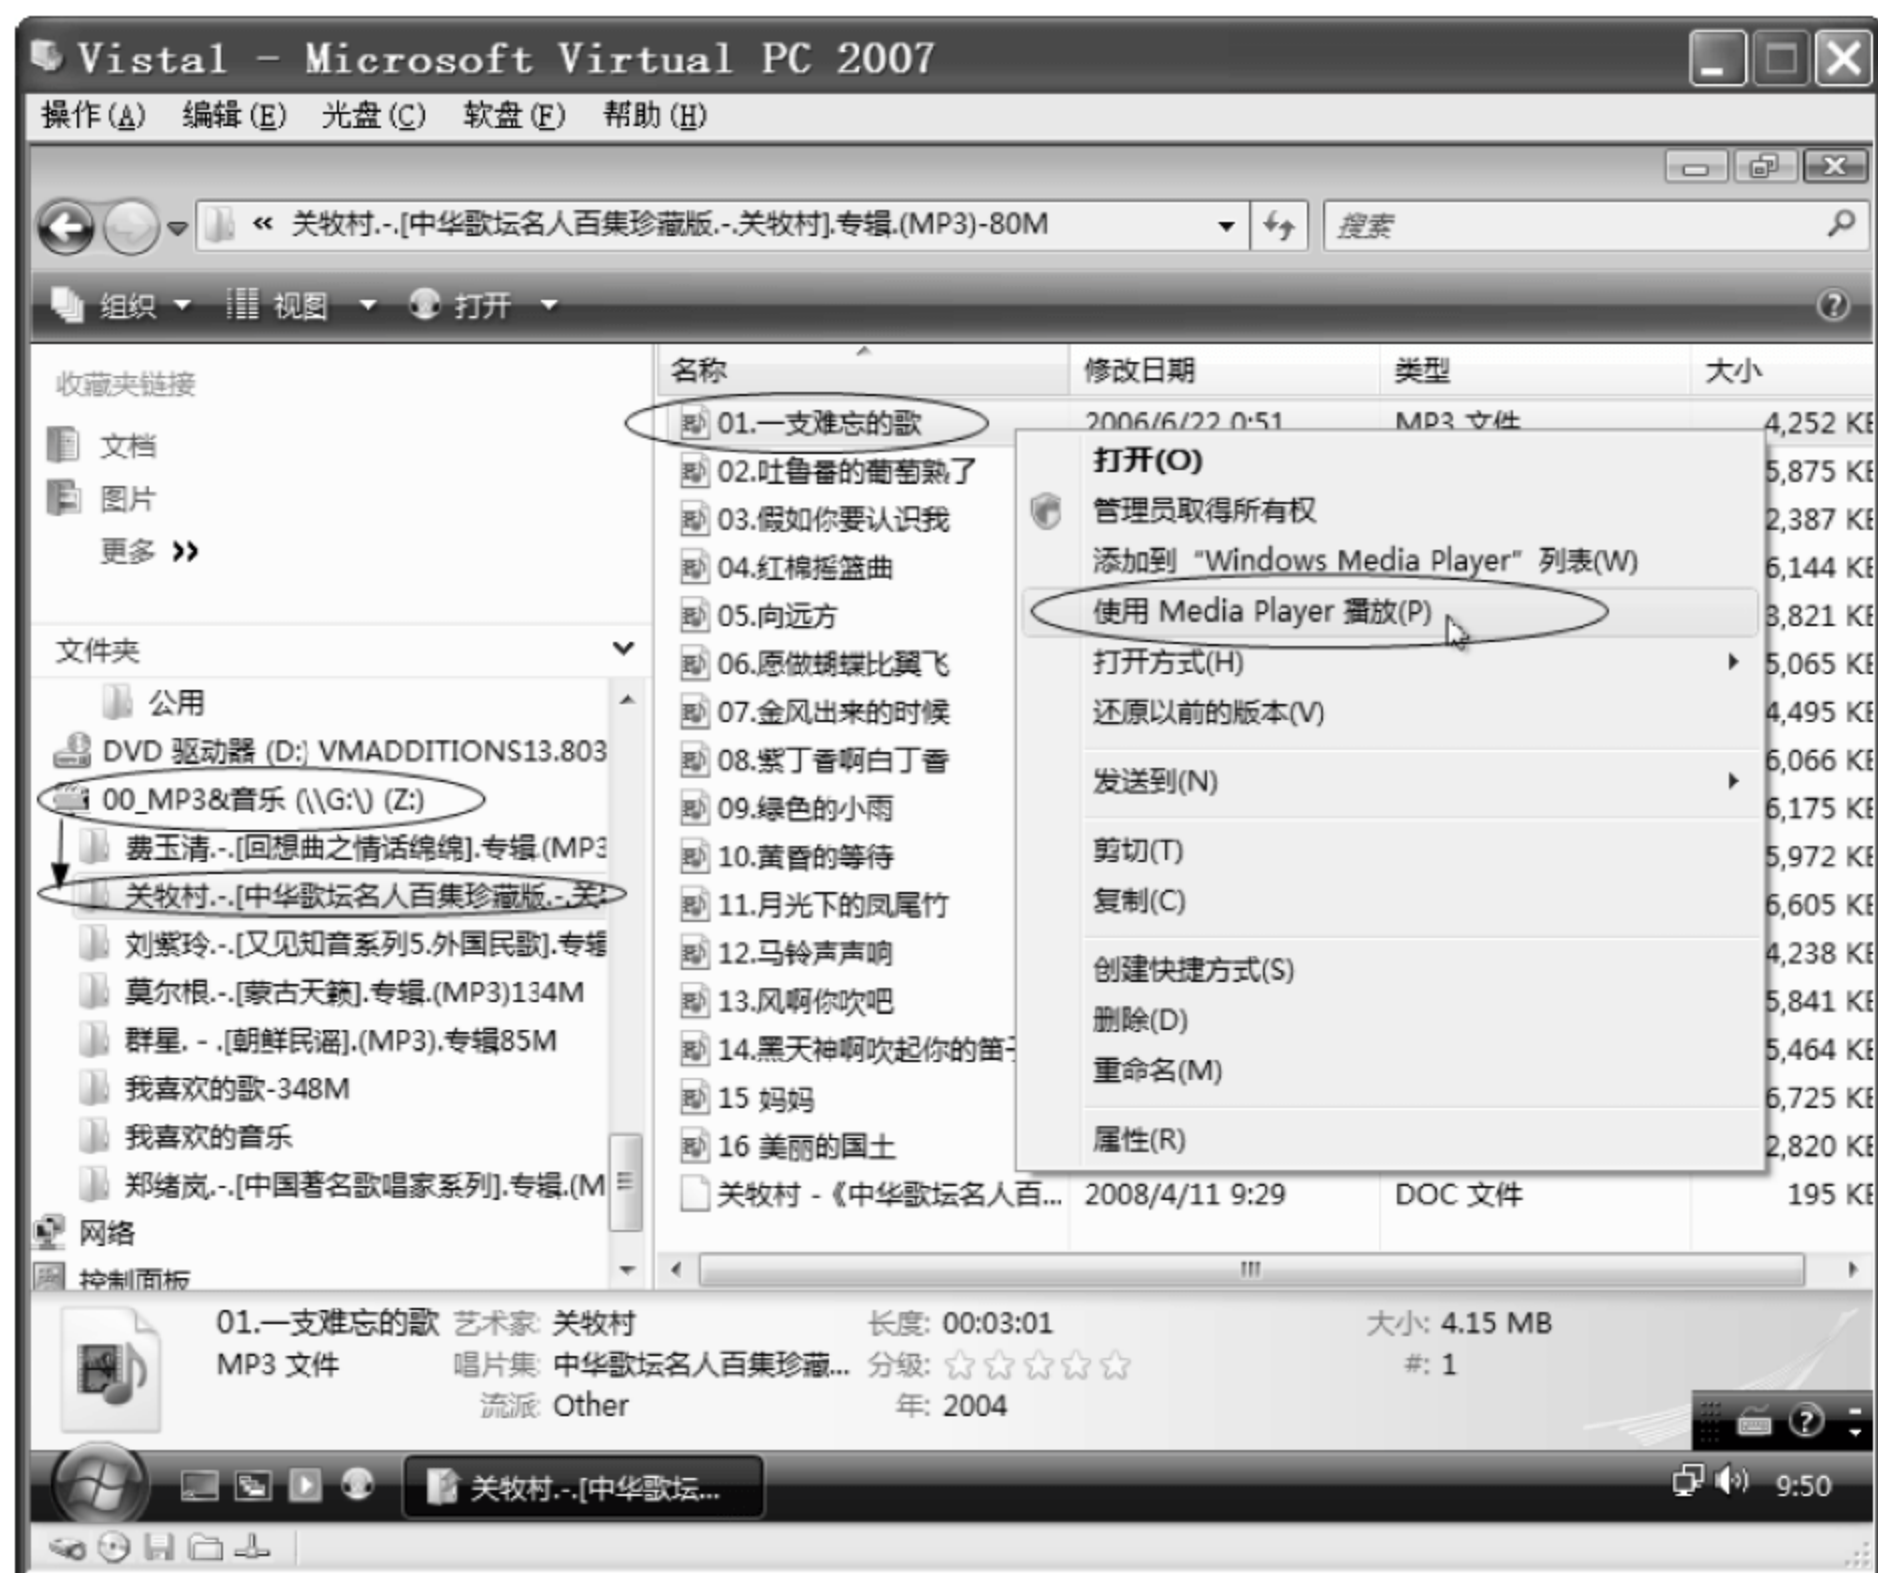 Vista1 - Microsoft Virtual PC 2007
操作(A) 编辑(E) 光盘(C) 软盘(F) 帮助(H)
« 关牧村.-.[中华歌坛名人百集珍藏版.-.关牧村].专辑.(MP3)-80M 搜索
组织 视图 打开
收藏夹链接
文档
图片
更多 »
文件夹
公用
DVD 驱动器 (D:) VMADDITIONS13.803
00_MP3&音乐 (\\G:\) (Z:)
费玉清.-.[回想曲之情话绵绵].专辑.(MP3
关牧村.-.[中华歌坛名人百集珍藏版.-.关
刘紫玲.-.[又见知音系列5.外国民歌].专辑
莫尔根.-.[蒙古天籁].专辑.(MP3)134M
群星. - .[朝鲜民谣].(MP3).专辑85M
我喜欢的歌-348M
我喜欢的音乐
郑绪岚.-.[中国著名歌唱家系列].专辑.(M
网络
控制面板
名称 修改日期 类型 大小
01.一支难忘的歌 2006/6/22 0:51 MP3 文件 4,252 KB
02.吐鲁番的葡萄熟了 5,875 KB
03.假如你要认识我 2,387 KB
04.红棉摇篮曲 6,144 KB
05.向远方 3,821 KB
06.愿做蝴蝶比翼飞 5,065 KB
07.金风出来的时候 4,495 KB
08.紫丁香啊白丁香 6,066 KB
09.绿色的小雨 6,175 KB
10.黄昏的等待 5,972 KB
11.月光下的凤尾竹 6,605 KB
12.马铃声声响 4,238 KB
13.风啊你吹吧 5,841 KB
14.黑天神啊吹起你的笛子 5,464 KB
15 妈妈 6,725 KB
16 美丽的国土 2,820 KB
关牧村 -《中华歌坛名人百... 2008/4/11 9:29 DOC 文件 195 KB
打开(O)
管理员取得所有权
添加到 “Windows Media Player” 列表(W)
使用 Media Player 播放(P)
打开方式(H)
还原以前的版本(V)
发送到(N)
剪切(T)
复制(C)
创建快捷方式(S)
删除(D)
重命名(M)
属性(R)
01.一支难忘的歌 艺术家: 关牧村 长度: 00:03:01 大小: 4.15 MB
MP3 文件 唱片集: 中华歌坛名人百集珍藏... 分级: ☆☆☆☆☆ #: 1
流派: Other 年: 2004
关牧村.-.[中华歌坛... 9:50